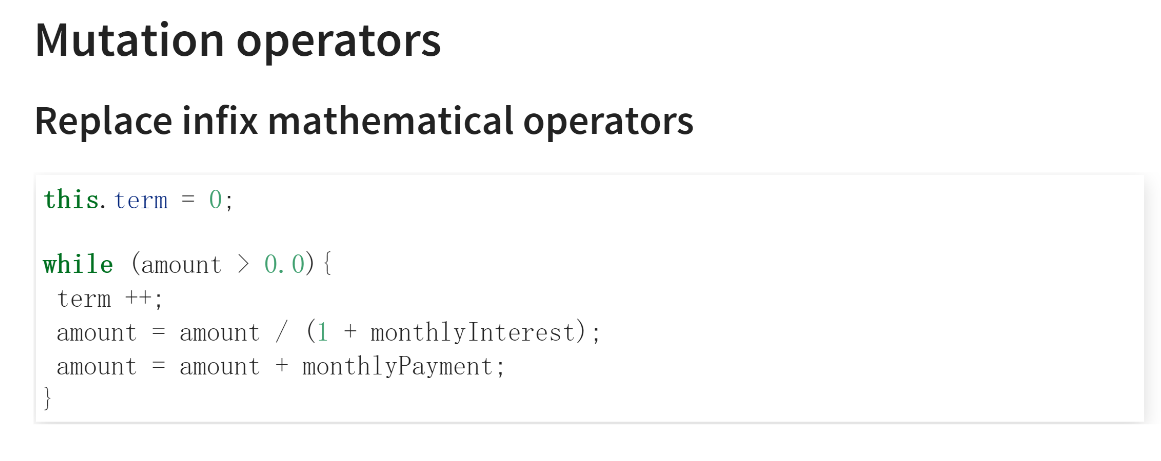 Mutation operators
Replace infix mathematical operators
this.term = 0;
while (amount > 0.0){
term ++;
amount = amount / (1 + monthlyInterest);
amount = amount + monthlyPayment;
}